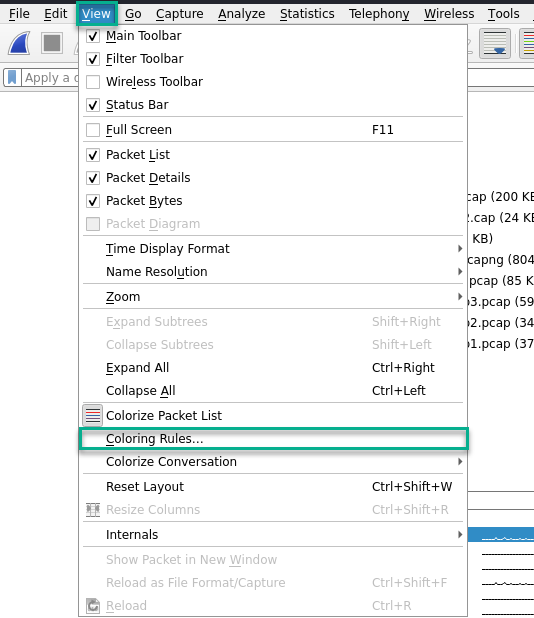 File Edit View Go Capture Analyze Statistics Telephony Wireless Tools
Main Toolbar
Filter Toolbar
Apply a d
Wireless Toolbar
Status Bar
Full Screen F11
Packet List
Packet Details
Packet Bytes
Packet Diagram
Time Display Format
Name Resolution
Zoom
Expand Subtrees Shift+Right
Collapse Subtrees Shift+Left
Expand All Ctrl+Right
Collapse All Ctrl+Left
Colorize Packet List
Coloring Rules...
Colorize Conversation
Reset Layout Ctrl+Shift+W
Resize Columns Ctrl+Shift+R
Internals
Show Packet in New Window
Reload as File Format/Capture Ctrl+Shift+F
Reload Ctrl+R
cap (200 KB
.cap (24 KB
KB)
capng (804
.pcap (85 K
3.pcap (59
2.pcap (34
1.pcap (37